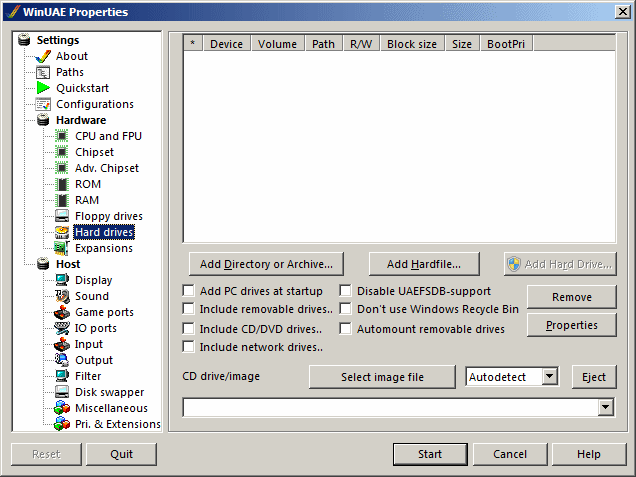 WinUAE Properties
Settings
About
Paths
Quickstart
Configurations
Hardware
CPU and FPU
Chipset
Adv. Chipset
ROM
RAM
Floppy drives
Hard drives
Expansions
Host
Display
Sound
Game ports
IO ports
Input
Output
Filter
Disk swapper
Miscellaneous
Pri. & Extensions
* Device Volume Path R/W Block size Size BootPri
Add Directory or Archive... Add Hardfile... Add Hard Drive...
Add PC drives at startup Disable UAEFSDB-support Remove
Include removable drives.. Don't use Windows Recycle Bin
Include CD/DVD drives.. Automount removable drives Properties
Include network drives..
CD drive/image Select image file Autodetect Eject
Reset Quit Start Cancel Help